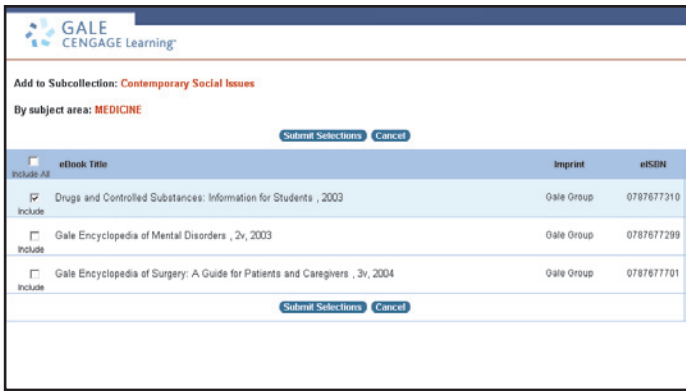 GALE
CENGAGE Learning™
Add to Subcollection: Contemporary Social Issues
By subject area: MEDICINE
Submit Selections Cancel
Include All eBook Title Imprint eISBN
Include Drugs and Controlled Substances: Information for Students , 2003 Gale Group 0787677310
Include Gale Encyclopedia of Mental Disorders , 2v, 2003 Gale Group 0787677299
Include Gale Encyclopedia of Surgery: A Guide for Patients and Caregivers , 3v, 2004 Gale Group 0787677701
Submit Selections Cancel